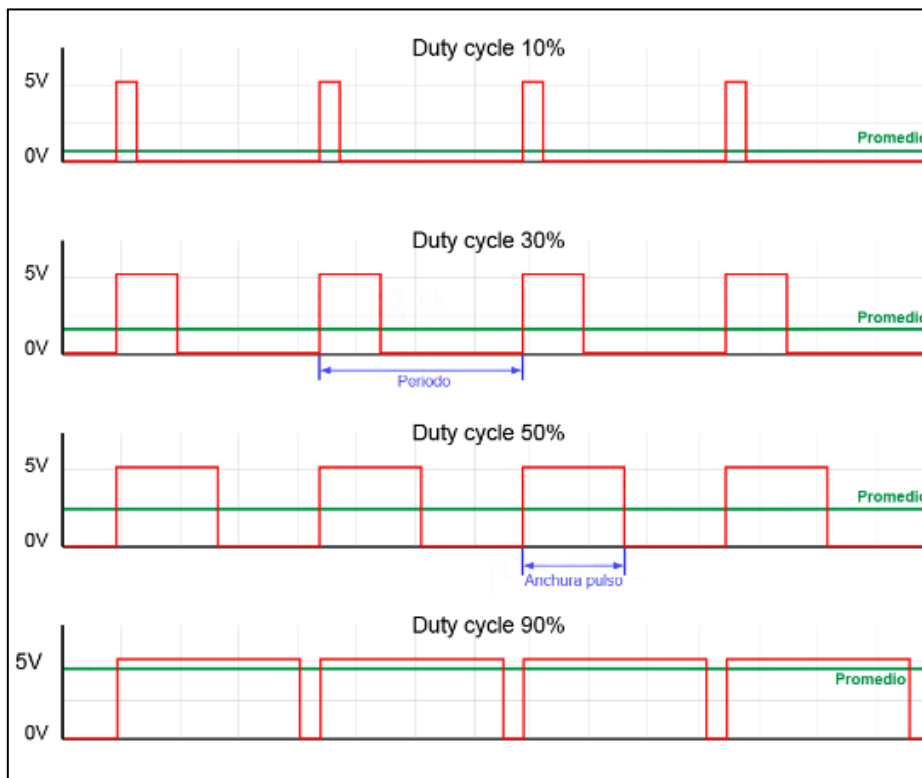 Duty cycle 10%
5V
Promedio
0V
Duty cycle 30%
5V
Promedio
0V
Periodo
Duty cycle 50%
5V
Promedio
0V
Anchura pulso
Duty cycle 90%
5V
Promedio
0V